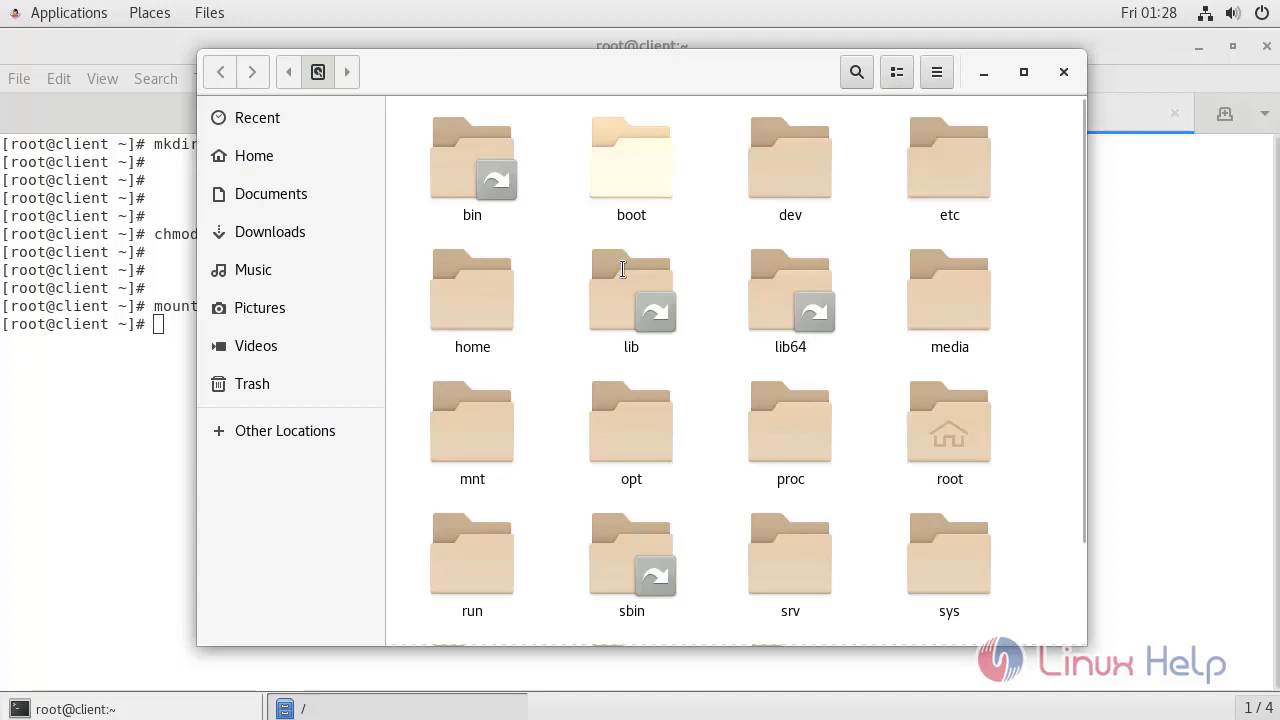 Applications Places Files Fri 01:28
root@client:~
File Edit View Search
Recent
Home
Documents
Downloads
Music
Pictures
Videos
Trash
Other Locations
bin boot dev etc
home lib lib64 media
mnt opt proc root
run sbin srv sys
[root@client ~]# mkdir
[root@client ~]#
[root@client ~]#
[root@client ~]#
[root@client ~]#
[root@client ~]# chmod
[root@client ~]#
[root@client ~]#
[root@client ~]#
[root@client ~]# mount
[root@client ~]#
Linux Help
root@client:~ / 1 / 4